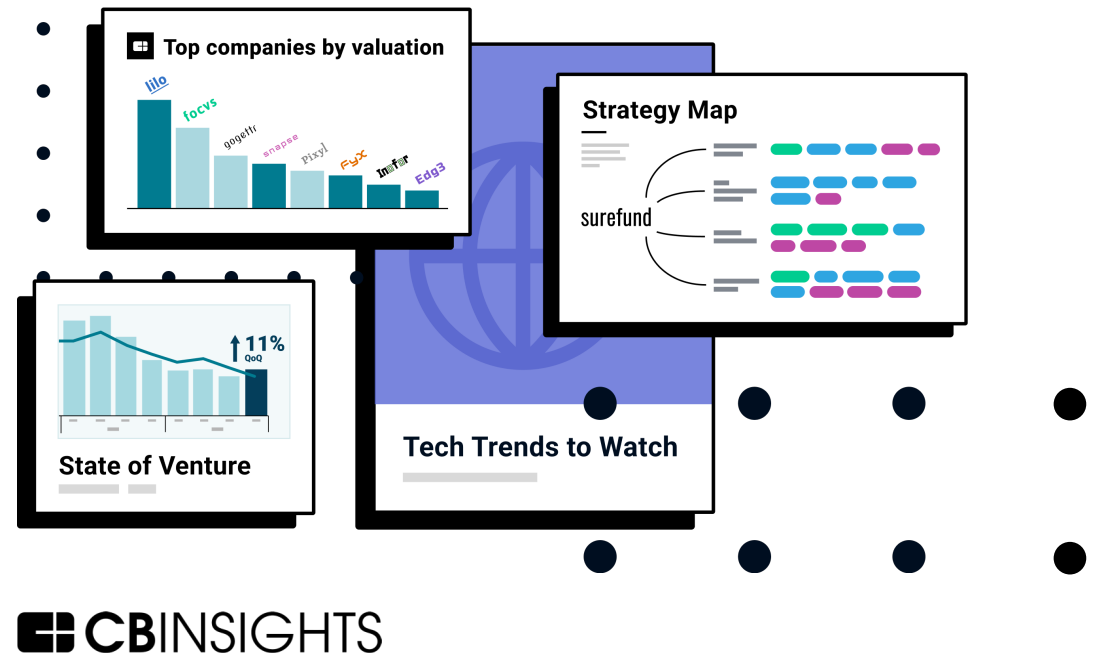 Top companies by valuation
lilo
focvs
gogettr
snapse
Pixyl
FyX
Inefor
Edg3
Strategy Map
surefund
11%
QoQ
State of Venture
Tech Trends to Watch
CBINSIGHTS